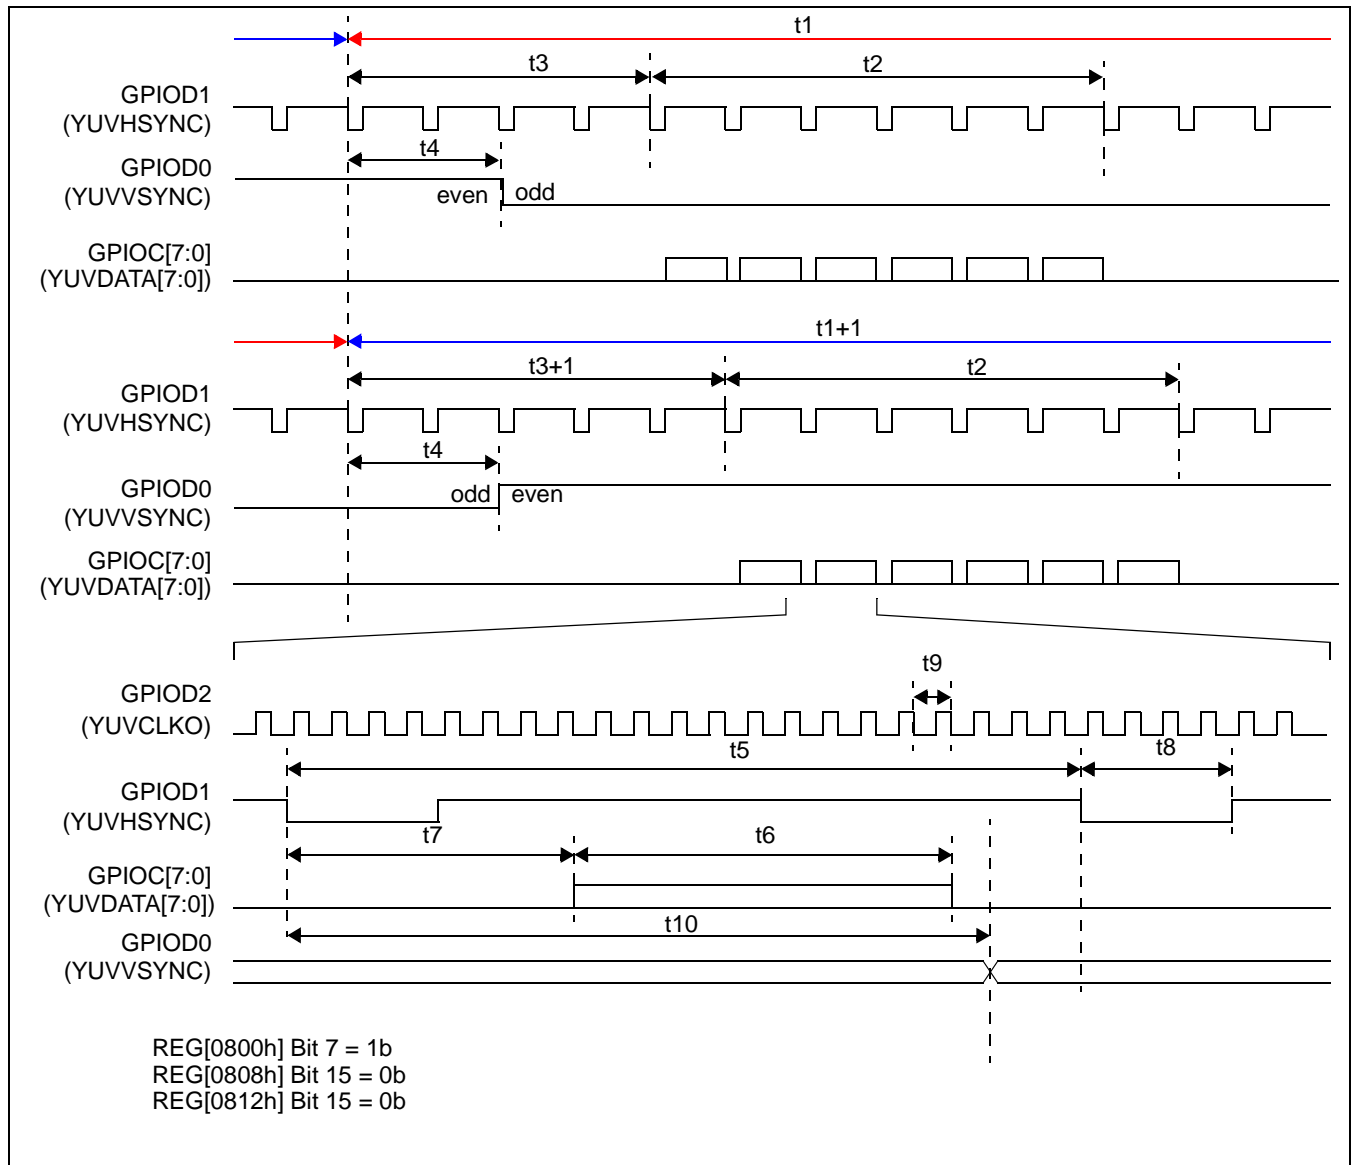 t1
t3
t2
GPIOD1
(YUVHSYNC)
t4
GPIOD0
(YUVVSYNC)
even
odd
GPIOC[7:0]
(YUVDATA[7:0])
t1+1
t3+1
t2
GPIOD1
(YUVHSYNC)
t4
GPIOD0
(YUVVSYNC)
odd
even
GPIOC[7:0]
(YUVDATA[7:0])
t9
GPIOD2
(YUVCLKO)
t5
t8
GPIOD1
(YUVHSYNC)
t7
t6
GPIOC[7:0]
(YUVDATA[7:0])
t10
GPIOD0
(YUVVSYNC)
REG[0800h] Bit 7 = 1b
REG[0808h] Bit 15 = 0b
REG[0812h] Bit 15 = 0b